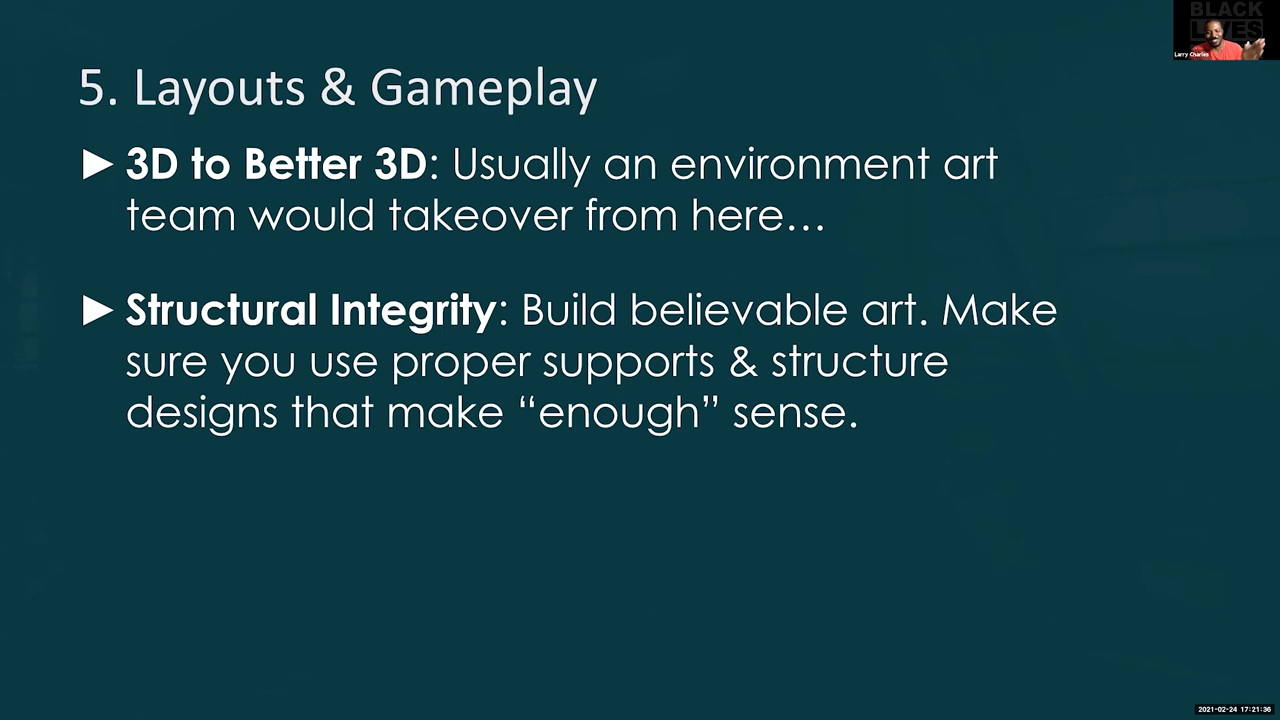 BLACK
LIVES
Larry Charles
5. Layouts & Gameplay
► 3D to Better 3D: Usually an environment art
team would takeover from here…
► Structural Integrity: Build believable art. Make
sure you use proper supports & structure
designs that make “enough” sense.
2021-02-24 17:21:36